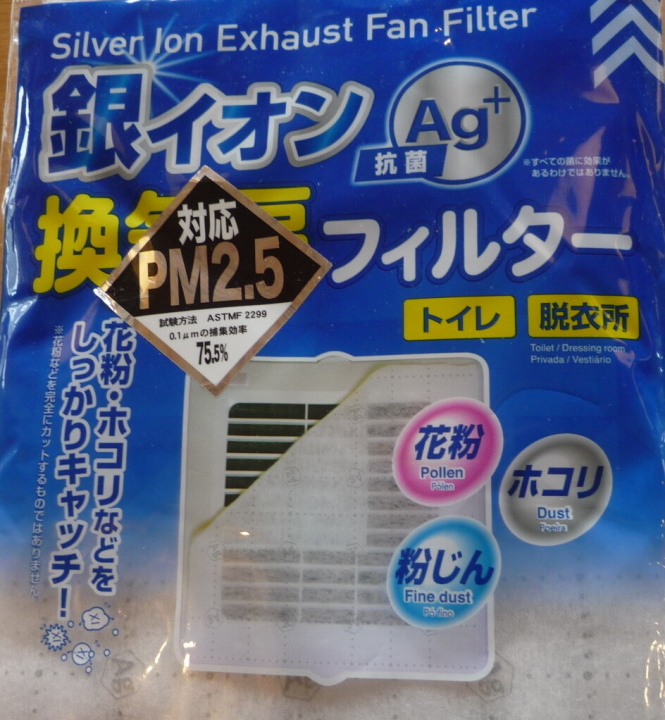 Silver Ion Exhaust Fan Filter
銀イオン
Ag+
抗菌
※すべての菌に効果が
あるわけではありません。
換気扇フィルター
対応
PM2.5
試験方法 ASTMF 2299
0.1μmの捕集効率
75.5%
トイレ
脱衣所
Toilet / Dressing room
Privada / Vestiário
花粉・ホコリなどを
しっかりキャッチ!
※花粉などを完全にカットするものではありません。
花粉
Pollen
Pólen
ホコリ
Dust
Poeira
粉じん
Fine dust
Pó fino
Ag